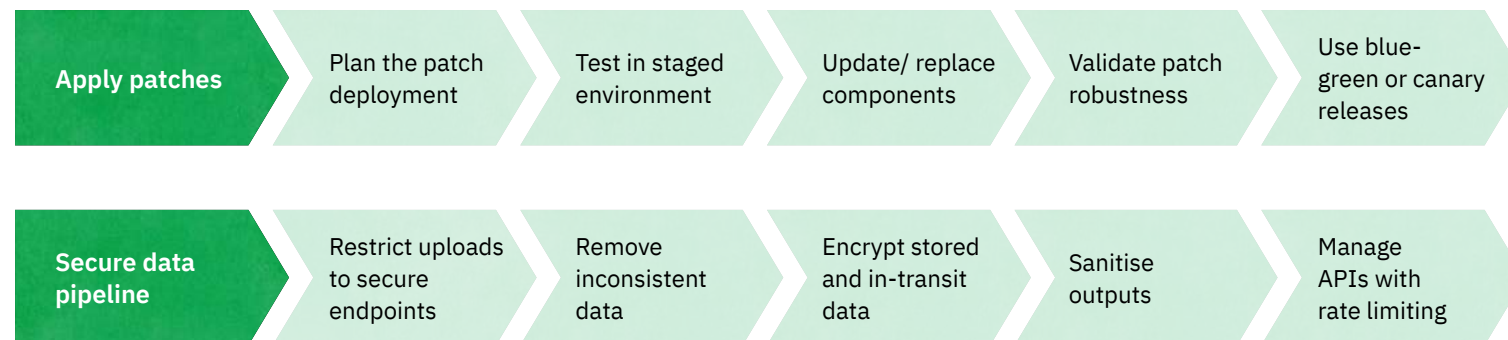 Apply patches
Plan the patch
deployment
Test in staged
environment
Update/ replace
components
Validate patch
robustness
Use blue-
green or canary
releases
Secure data
pipeline
Restrict uploads
to secure
endpoints
Remove
inconsistent
data
Encrypt stored
and in-transit
data
Sanitise
outputs
Manage
APIs with
rate limiting